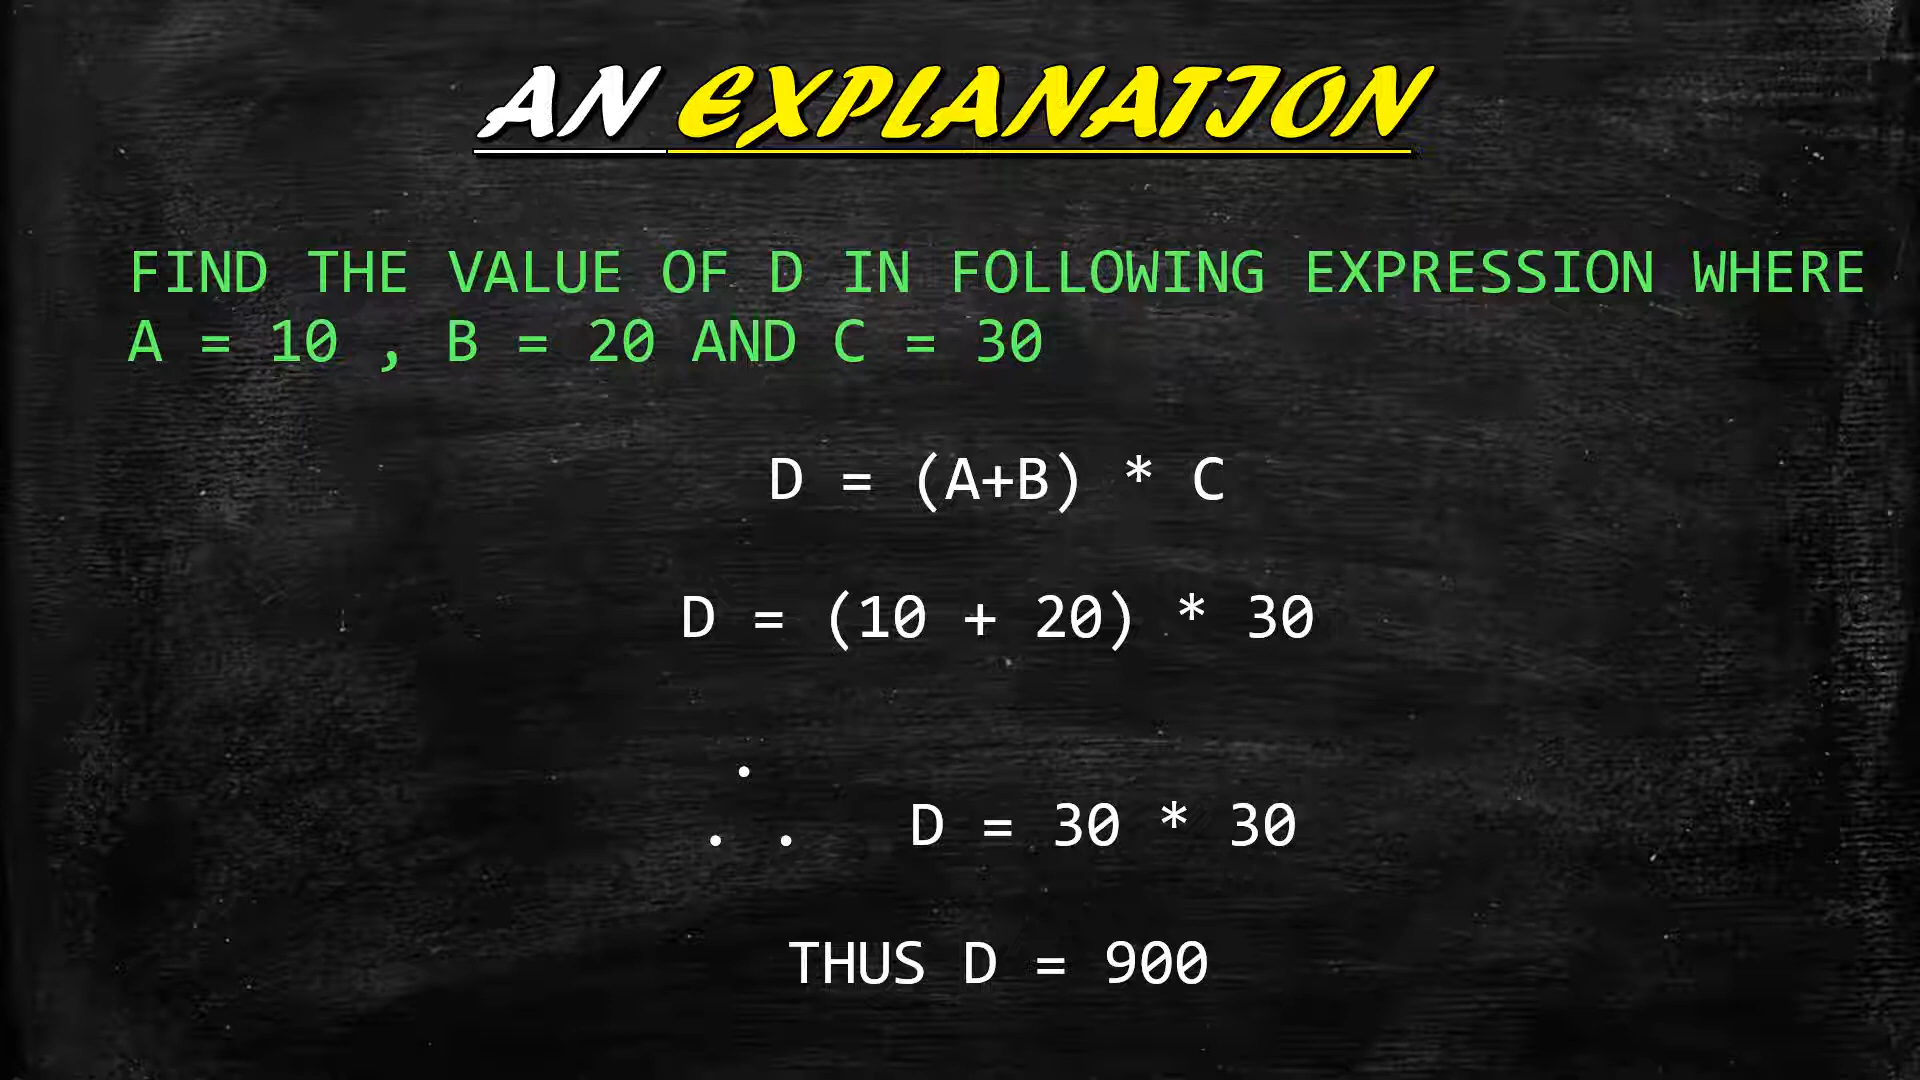 AN EXPLANATION
FIND THE VALUE OF D IN FOLLOWING EXPRESSION WHERE
A = 10 , B = 20 AND C = 30
D = (A+B) * C
D = (10 + 20) * 30
.
. . D = 30 * 30
THUS D = 900